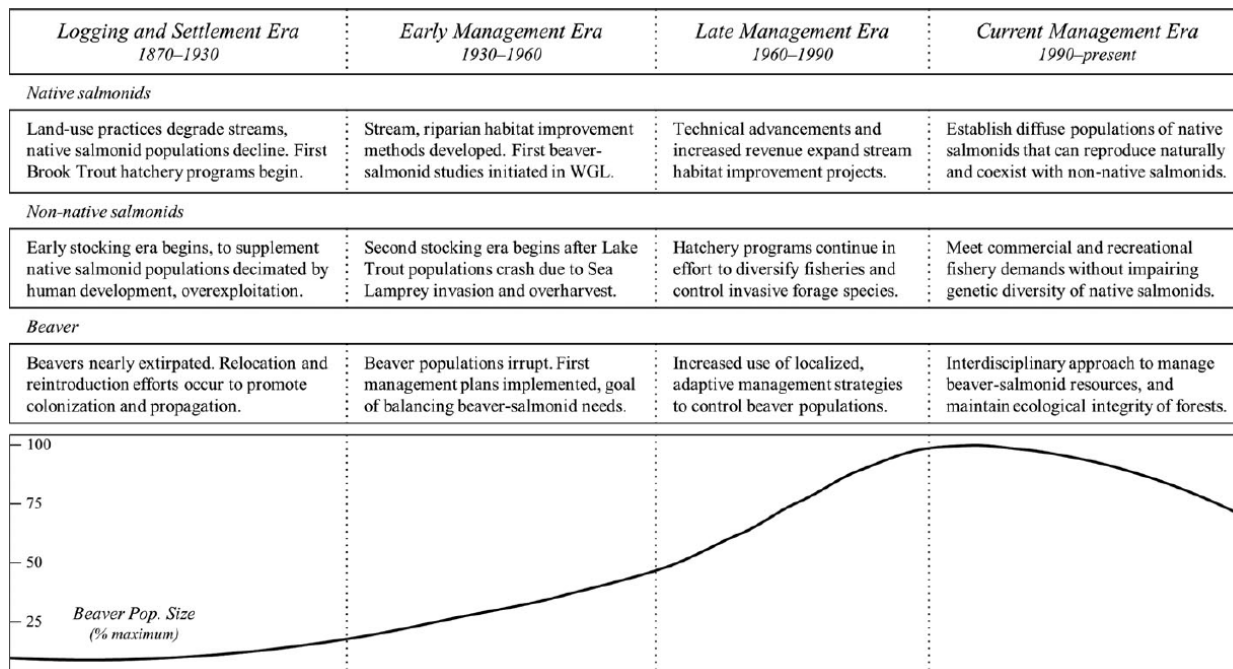 Logging and Settlement Era
1870–1930
Early Management Era
1930–1960
Late Management Era
1960–1990
Current Management Era
1990–present
Native salmonids
Land-use practices degrade streams,
native salmonid populations decline. First
Brook Trout hatchery programs begin.
Stream, riparian habitat improvement
methods developed. First beaver-
salmonid studies initiated in WGL.
Technical advancements and
increased revenue expand stream
habitat improvement projects.
Establish diffuse populations of native
salmonids that can reproduce naturally
and coexist with non-native salmonids.
Non-native salmonids
Early stocking era begins, to supplement
native salmonid populations decimated by
human development, overexploitation.
Second stocking era begins after Lake
Trout populations crash due to Sea
Lamprey invasion and overharvest.
Hatchery programs continue in
effort to diversify fisheries and
control invasive forage species.
Meet commercial and recreational
fishery demands without impairing
genetic diversity of native salmonids.
Beaver
Beavers nearly extirpated. Relocation and
reintroduction efforts occur to promote
colonization and propagation.
Beaver populations irrupt. First
management plans implemented, goal
of balancing beaver-salmonid needs.
Increased use of localized,
adaptive management strategies
to control beaver populations.
Interdisciplinary approach to manage
beaver-salmonid resources, and
maintain ecological integrity of forests.
100
75
50
25
Beaver Pop. Size
(% maximum)